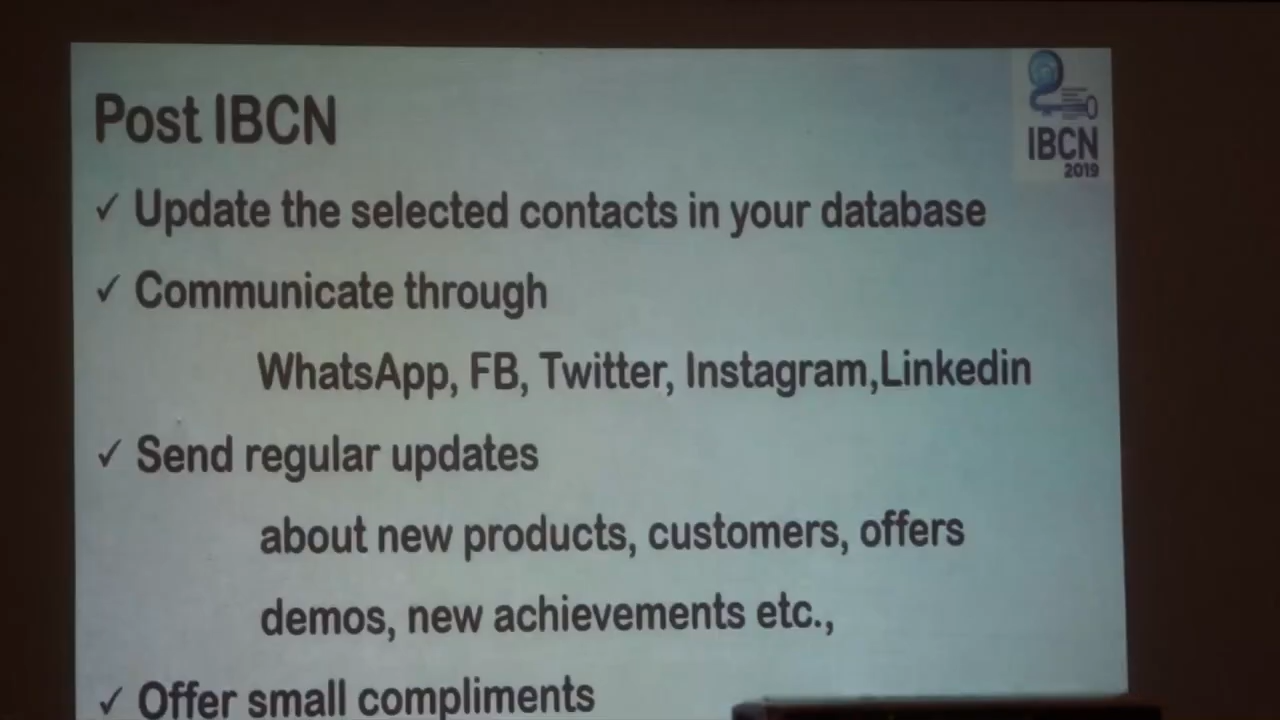 Post IBCN
IBCN
2019
✓ Update the selected contacts in your database
✓ Communicate through
WhatsApp, FB, Twitter, Instagram,Linkedin
✓ Send regular updates
about new products, customers, offers
demos, new achievements etc.,
✓ Offer small compliments